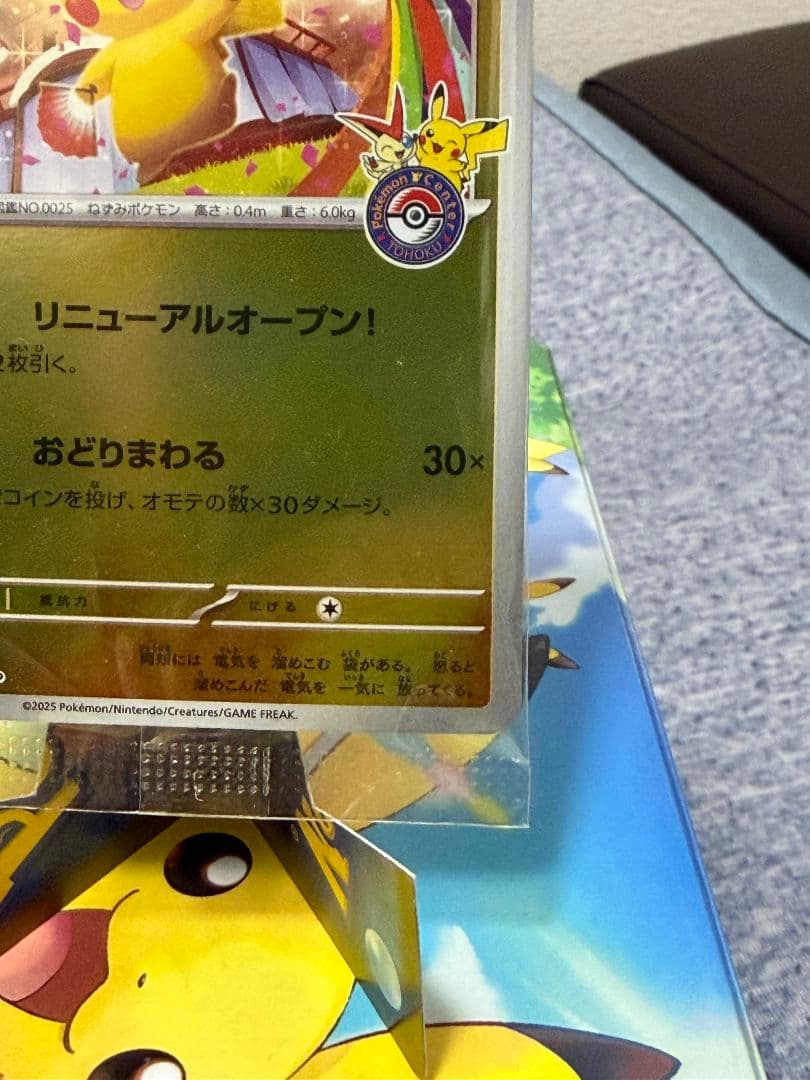 図鑑NO.0025 ねずみポケモン 高さ:0.4m 重さ:6.0kg
Pokémon Center
TOHOKU
リニューアルオープン!
2枚引く。
おどりまわる 30×
コインを投げ、オモテの数×30ダメージ。
抵抗力 にげる
両頬には 電気を 溜めこむ 袋がある。 怒ると
溜めこんだ 電気を 一気に 放ってくる。
©2025 Pokémon/Nintendo/Creatures/GAME FREAK.